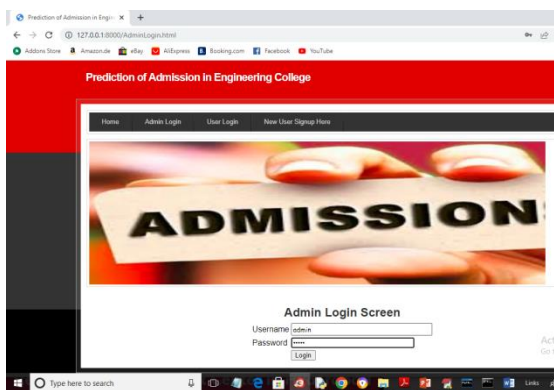 Prediction of Admission in Engin
127.0.0.1:8000/AdminLogin.html
Addons Store Amazon.de eBay AliExpress Booking.com Facebook YouTube
Prediction of Admission in Engineering College
Home Admin Login User Login New User Signup Here
ADMISSION
Admin Login Screen
Username admin
Password •••••
Login
Type here to search Links